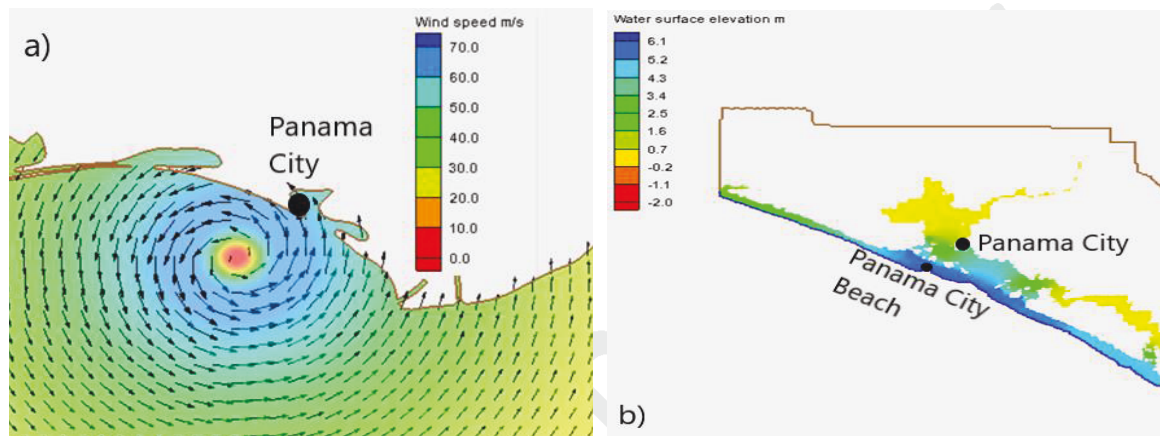 a)
Panama
City
Wind speed m/s
70.0
60.0
50.0
40.0
30.0
20.0
10.0
0.0
Water surface elevation m
6.1
5.2
4.3
3.4
2.5
1.6
0.7
-0.2
-1.1
-2.0
Panama City
Panama City
Beach
b)